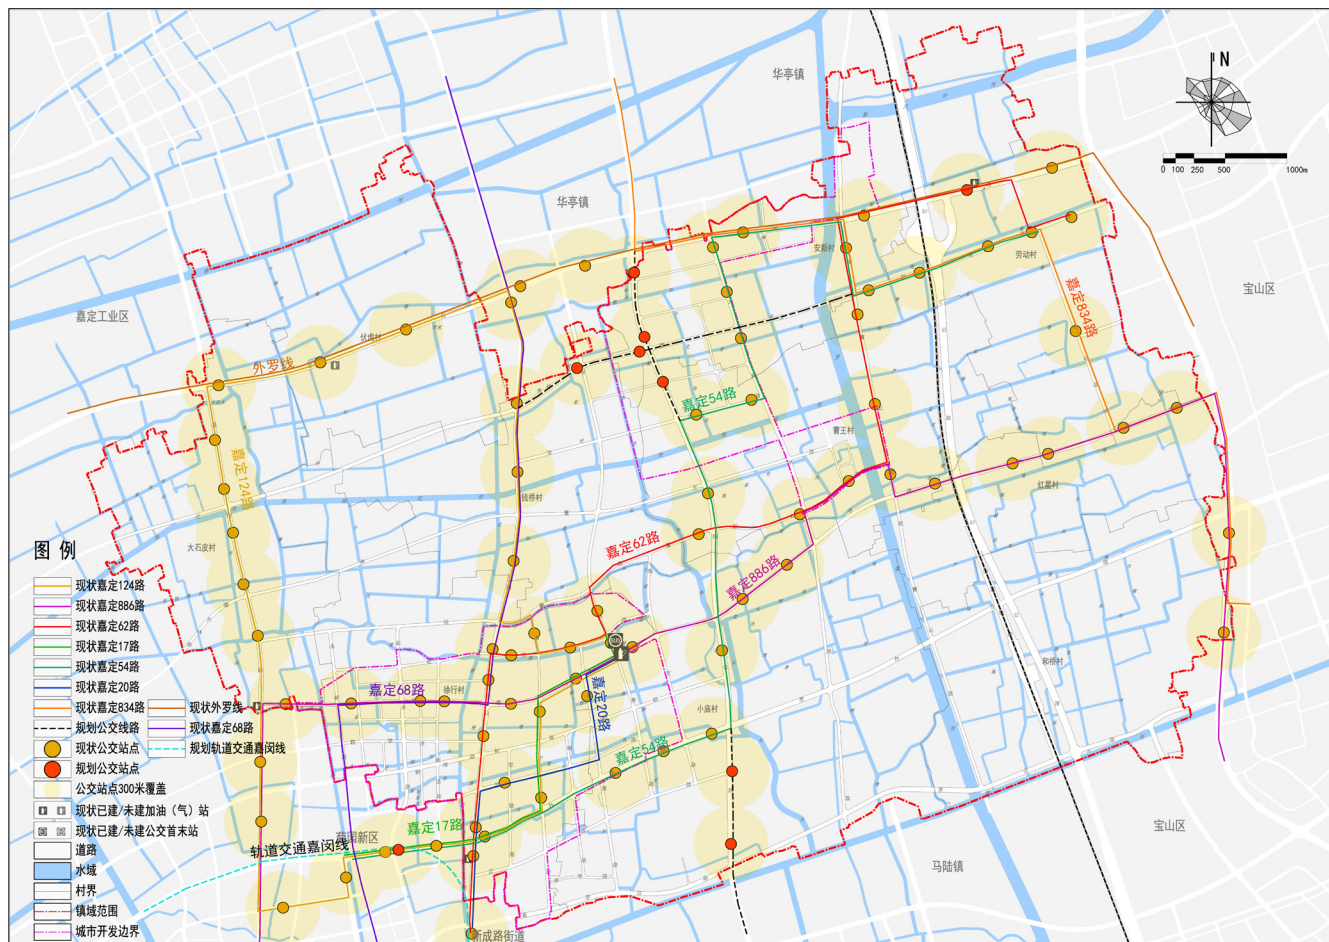 华亭镇
N
0 100 250 500 1000m
华亭镇
安新村
劳动村
宝山区
嘉定工业区
伏虎村
外罗线
嘉定834路
嘉定54路
曹王村
嘉定124路
钱桥村
红星村
大石皮村
嘉定62路
嘉定886路
和桥村
嘉定68路
徐行村
嘉定20路
小庙村
嘉定54路
嘉定17路
轨道交通嘉闵线
宝山区
马陆镇
新成路街道
图 例
现状嘉定124路
现状嘉定886路
现状嘉定62路
现状嘉定17路
现状嘉定54路
现状嘉定20路
现状嘉定834路 现状外罗线
规划公交线路 现状嘉定68路
现状公交站点 规划轨道交通嘉闵线
规划公交站点
公交站点300米覆盖
现状已建/未建加油（气）站
现状已建/未建公交首末站
道路
水域
村界
镇域范围
城市开发边界